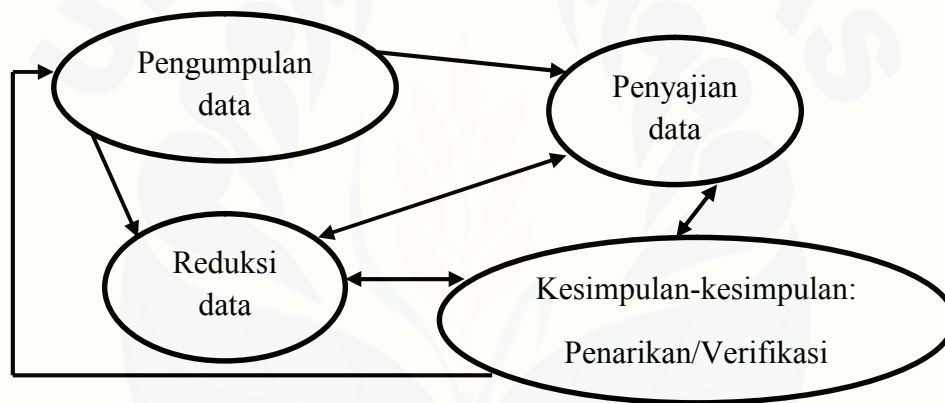 Pengumpulan
data
Penyajian
data
Reduksi
data
Kesimpulan-kesimpulan:
Penarikan/Verifikasi